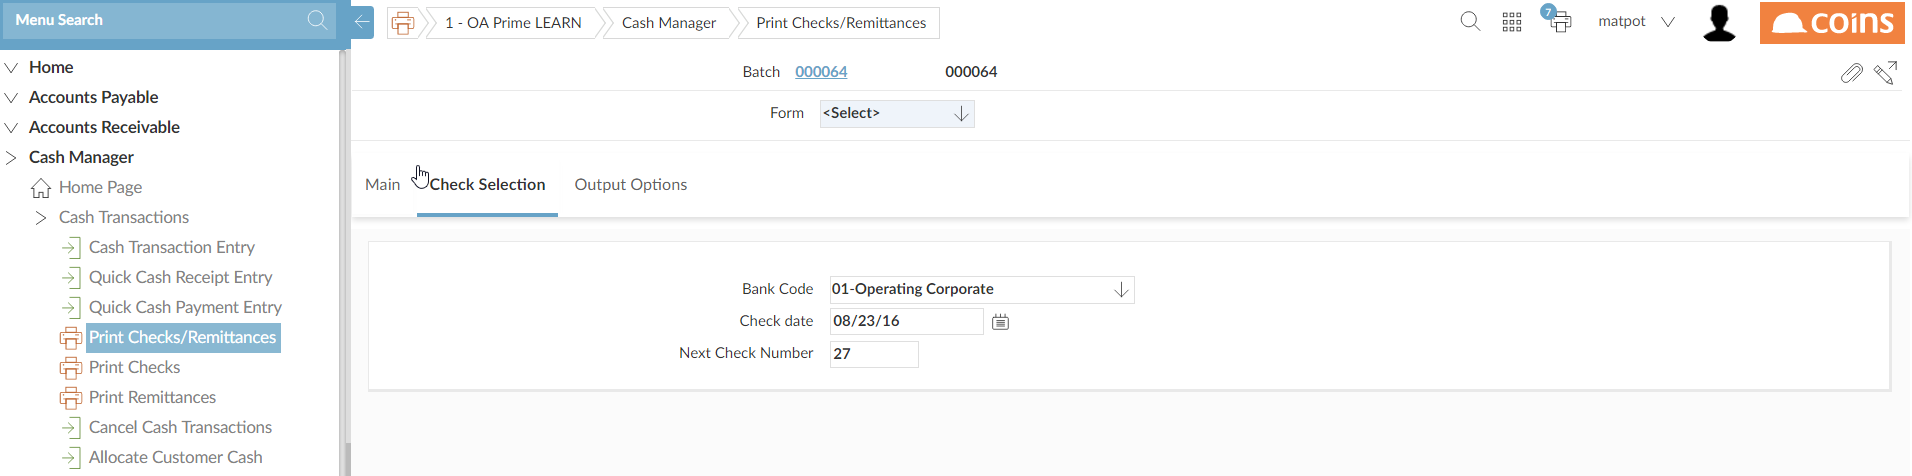 Menu Search
1 - OA Prime LEARN
Cash Manager
Print Checks/Remittances
7
matpot
coins
Home
Accounts Payable
Accounts Receivable
Cash Manager
Home Page
Cash Transactions
Cash Transaction Entry
Quick Cash Receipt Entry
Quick Cash Payment Entry
Print Checks/Remittances
Print Checks
Print Remittances
Cancel Cash Transactions
Allocate Customer Cash
Batch 000064 000064
Form <Select>
Main Check Selection Output Options
Bank Code 01-Operating Corporate
Check date 08/23/16
Next Check Number 27